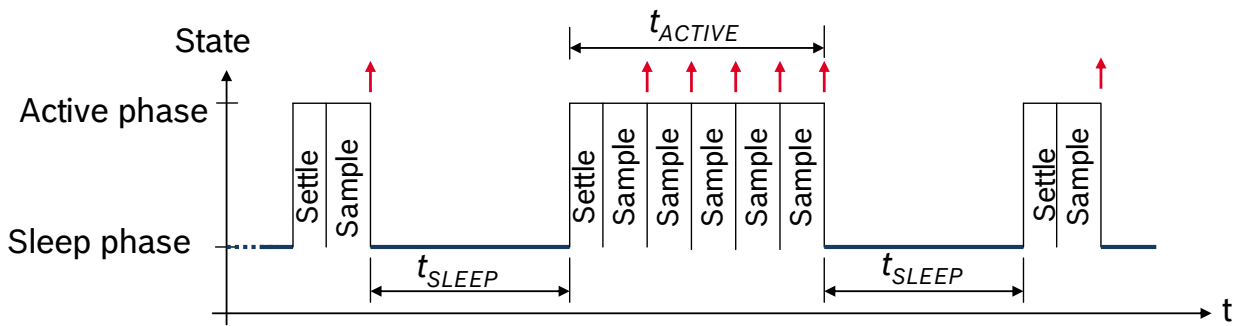 t_ACTIVE
State
Active phase
Settle
Sample
Settle
Sample
Sample
Sample
Sample
Sample
Settle
Sample
Sleep phase
t_SLEEP
t_SLEEP
t